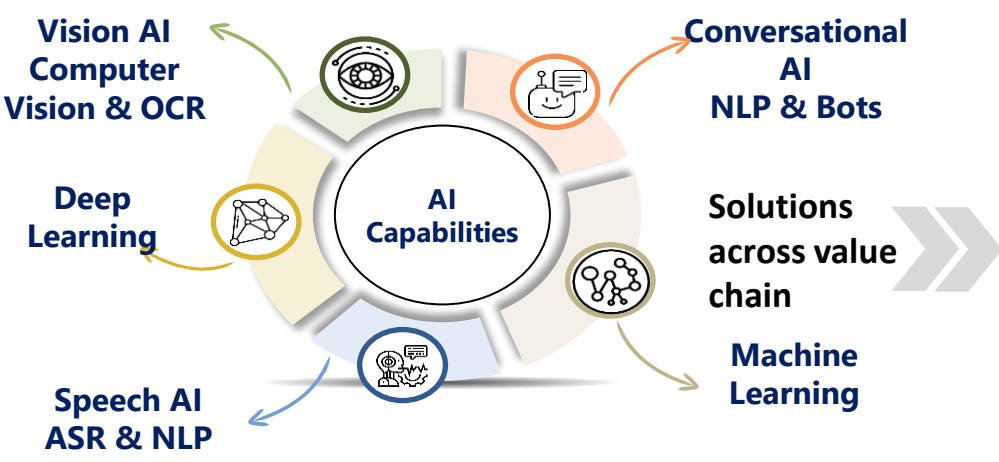 Vision AI
Computer
Vision & OCR
Conversational
AI
NLP & Bots
Deep
Learning
AI
Capabilities
Solutions
across value
chain
Machine
Learning
Speech AI
ASR & NLP